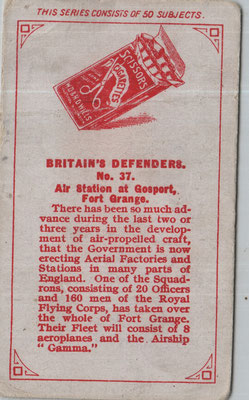 THIS SERIES CONSISTS OF 50 SUBJECTS.
SCISSORS
CIGARETTES
W.D.& H.O.WILLS
BRITAIN'S DEFENDERS.
No. 37.
Air Station at Gosport,
Fort Grange.
There has been so much ad-
vance during the last two or
three years in the develop-
ment of air-propelled craft,
that the Government is now
erecting Aerial Factories and
Stations in many parts of
England. One of the Squad-
rons, consisting of 20 Officers
and 160 men of the Royal
Flying Corps, has taken over
the whole of Fort Grange.
Their Fleet will consist of 8
aeroplanes and the Airship
"Gamma."